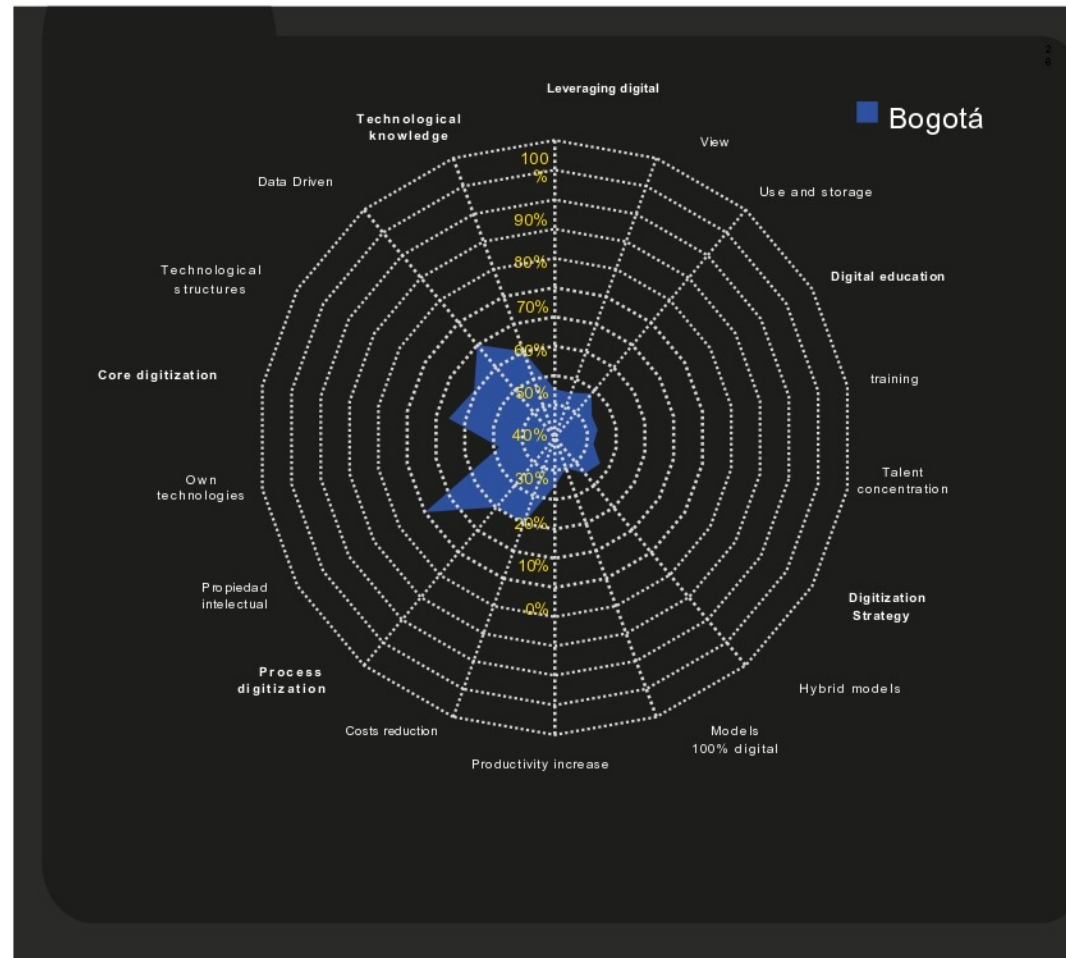 2
6
Leveraging digital
Bogotá
Technological
knowledge
View
100
%
Data Driven
Use and storage
90%
80%
Technological
structures
Digital education
70%
60%
Core digitization
training
50%
40%
Own
technologies
Talent
concentration
30%
20%
10%
Propiedad
intelectual
Digitization
Strategy
0%
Process
digitization
Hybrid models
Costs reduction
Models
100% digital
Productivity increase